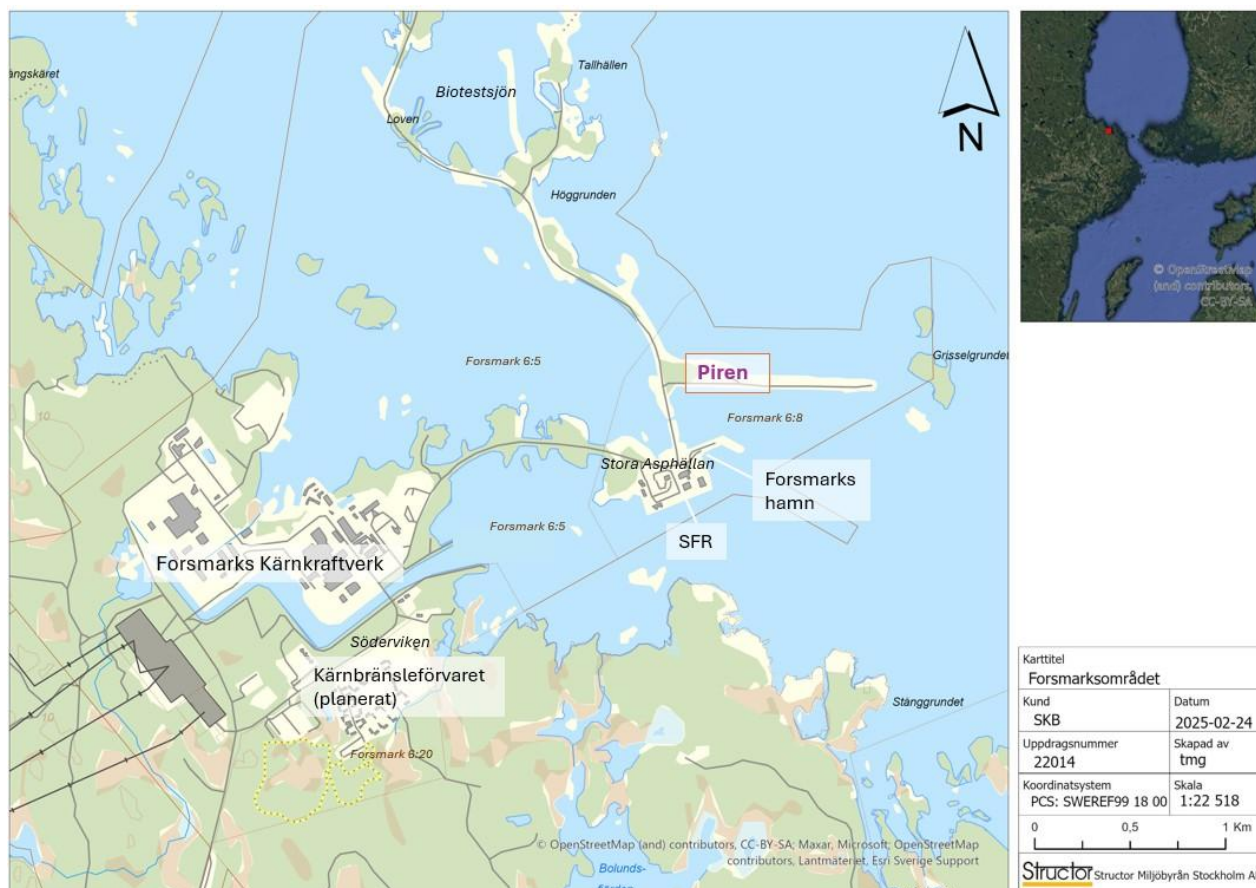 ångskäret
Tallhällen
Biotestsjön
Loven
Höggrunden
N
Forsmark 6:5
Grisselgrundet
Piren
Forsmark 6:8
10
Stora Asphällan
Forsmarks
hamn
Forsmark 6:5
SFR
Forsmarks Kärnkraftverk
Söderviken
Kärnbränsleförvaret
(planerat)
Stånggrundet
Forsmark 6:20
10
© OpenStreetMap (and) contributors, CC-BY-SA; Maxar, Microsoft; OpenStreetMap
contributors, Lantmäteriet, Esri Sverige Support
Bolunds-
© OpenStreetMap
(and) contributors,
CC-BY-SA
Karttitel
Forsmarksområdet
Kund
SKB
Datum
2025-02-24
Uppdragsnummer
22014
Skapad av
tmg
Koordinatsystem
PCS: SWEREF99 18 00
Skala
1:22 518
0 0,5 1 Km
Structor Structor Miljöbyrån Stockholm A